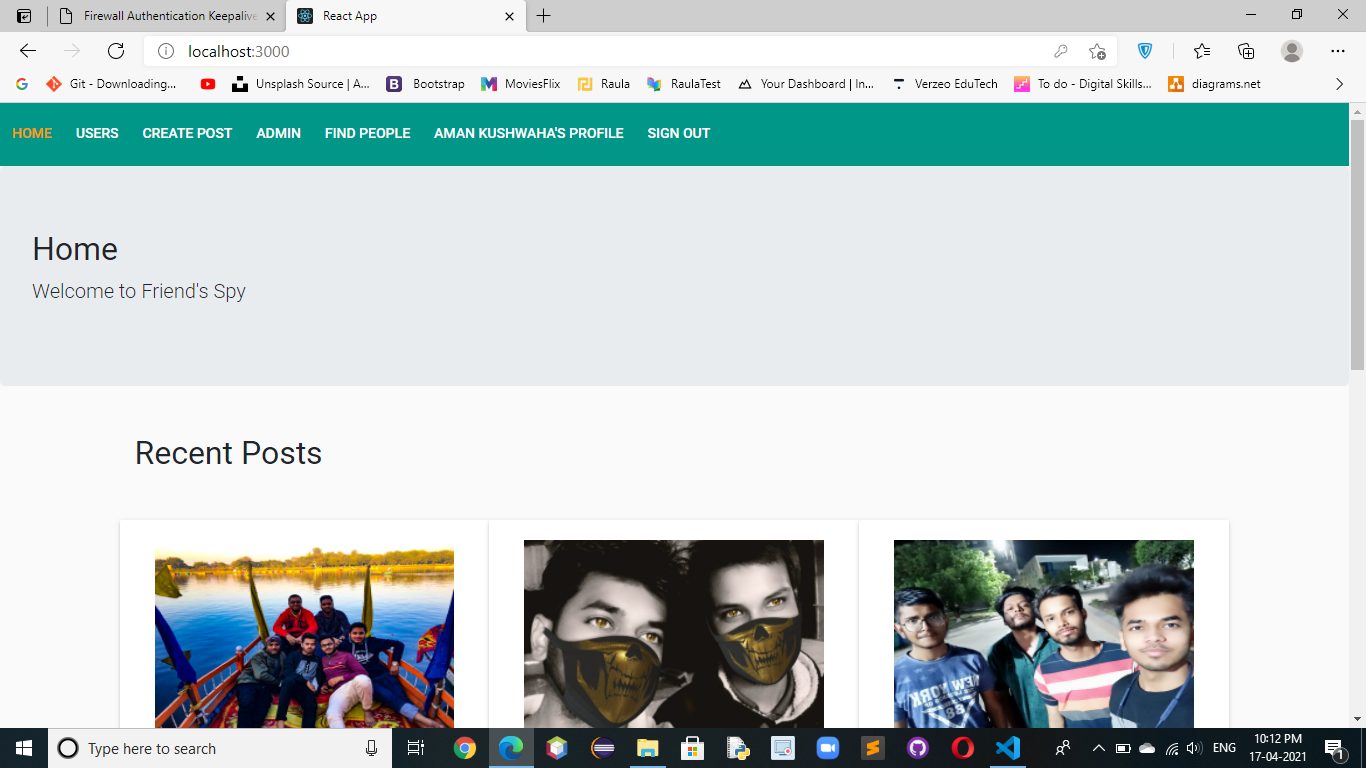 Firewall Authentication Keepalive
React App
localhost:3000
Git - Downloading...
Unsplash Source | A...
Bootstrap
MoviesFlix
Raula
RaulaTest
Your Dashboard | In...
Verzeo EduTech
To do - Digital Skills...
diagrams.net
HOME USERS CREATE POST ADMIN FIND PEOPLE AMAN KUSHWAHA'S PROFILE SIGN OUT
Home
Welcome to Friend's Spy
Recent Posts
NEW
Type here to search
ENG
10:12 PM
17-04-2021
1